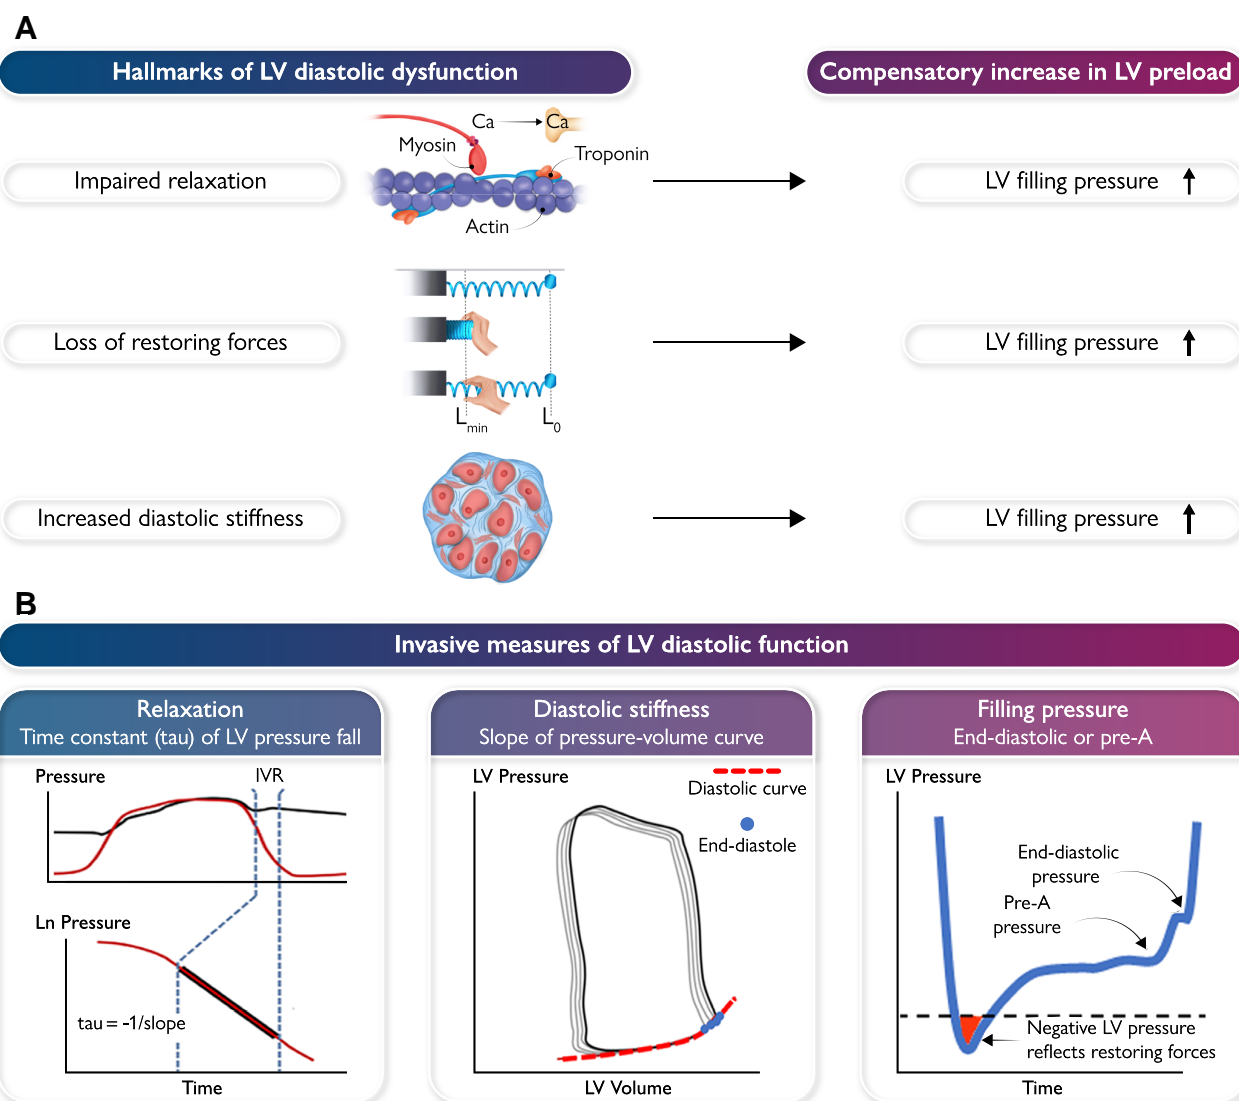 A
Hallmarks of LV diastolic dysfunction
Compensatory increase in LV preload
Impaired relaxation
Ca
Ca
Myosin
Troponin
Actin
LV filling pressure
Loss of restoring forces
Lmin
L0
LV filling pressure
Increased diastolic stiffness
LV filling pressure
B
Invasive measures of LV diastolic function
Relaxation
Time constant (tau) of LV pressure fall
Pressure
IVR
Ln Pressure
tau = -1/slope
Time
Diastolic stiffness
Slope of pressure-volume curve
LV Pressure
Diastolic curve
End-diastole
LV Volume
Filling pressure
End-diastolic or pre-A
LV Pressure
End-diastolic
pressure
Pre-A
pressure
Negative LV pressure
reflects restoring forces
Time